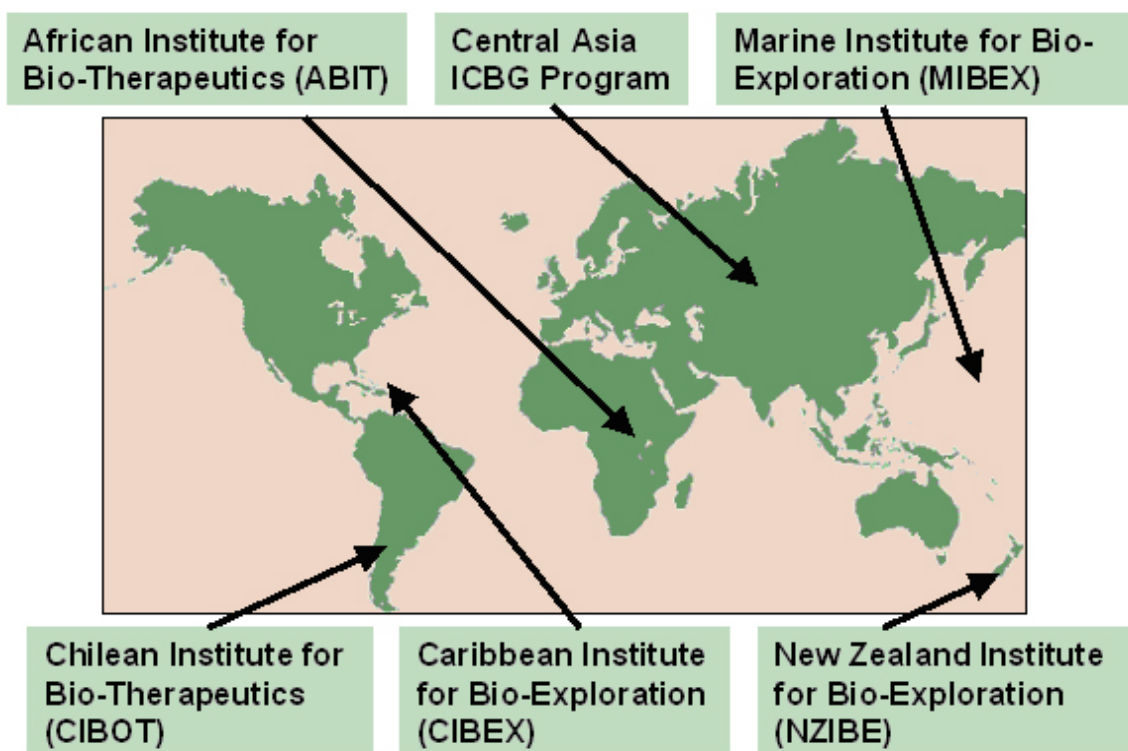 African Institute for
Bio-Therapeutics (ABIT)
Central Asia
ICBG Program
Marine Institute for Bio-
Exploration (MIBEX)
Chilean Institute for
Bio-Therapeutics
(CIBOT)
Caribbean Institute
for Bio-Exploration
(CIBEX)
New Zealand Institute
for Bio-Exploration
(NZIBE)